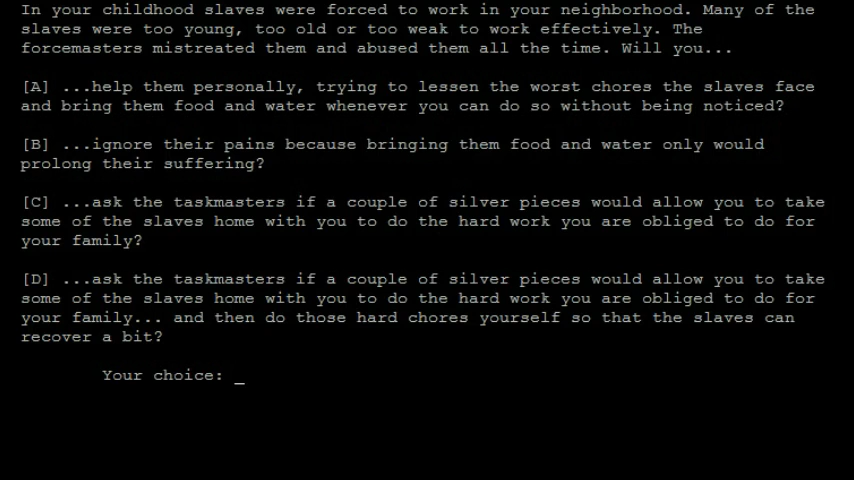 In your childhood slaves were forced to work in your neighborhood. Many of the
slaves were too young, too old or too weak to work effectively. The
forcemasters mistreated them and abused them all the time. Will you...
[A] ...help them personally, trying to lessen the worst chores the slaves face
and bring them food and water whenever you can do so without being noticed?
[B] ...ignore their pains because bringing them food and water only would
prolong their suffering?
[C] ...ask the taskmasters if a couple of silver pieces would allow you to take
some of the slaves home with you to do the hard work you are obliged to do for
your family?
[D] ...ask the taskmasters if a couple of silver pieces would allow you to take
some of the slaves home with you to do the hard work you are obliged to do for
your family... and then do those hard chores yourself so that the slaves can
recover a bit?
Your choice: _